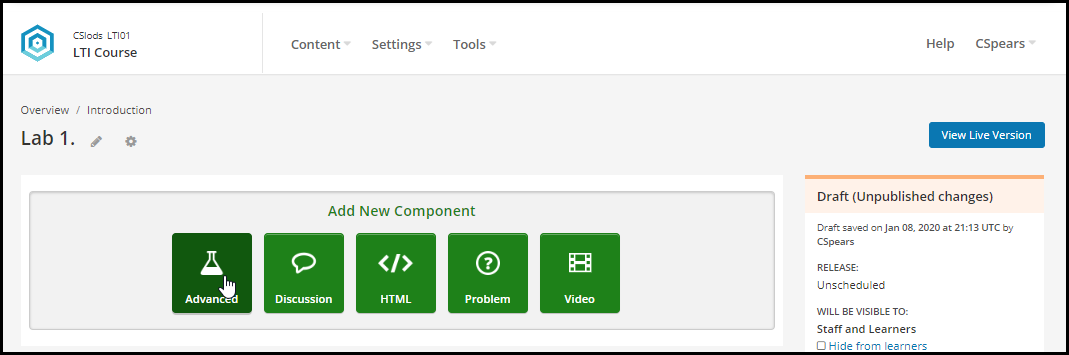 CSlods LTI01
LTI Course
Content
Settings
Tools
Help
CSpears
Overview / Introduction
Lab 1.
View Live Version
Add New Component
Advanced
Discussion
HTML
Problem
Video
Draft (Unpublished changes)
Draft saved on Jan 08, 2020 at 21:13 UTC by
CSpears
RELEASE:
Unscheduled
WILL BE VISIBLE TO:
Staff and Learners
Hide from learners